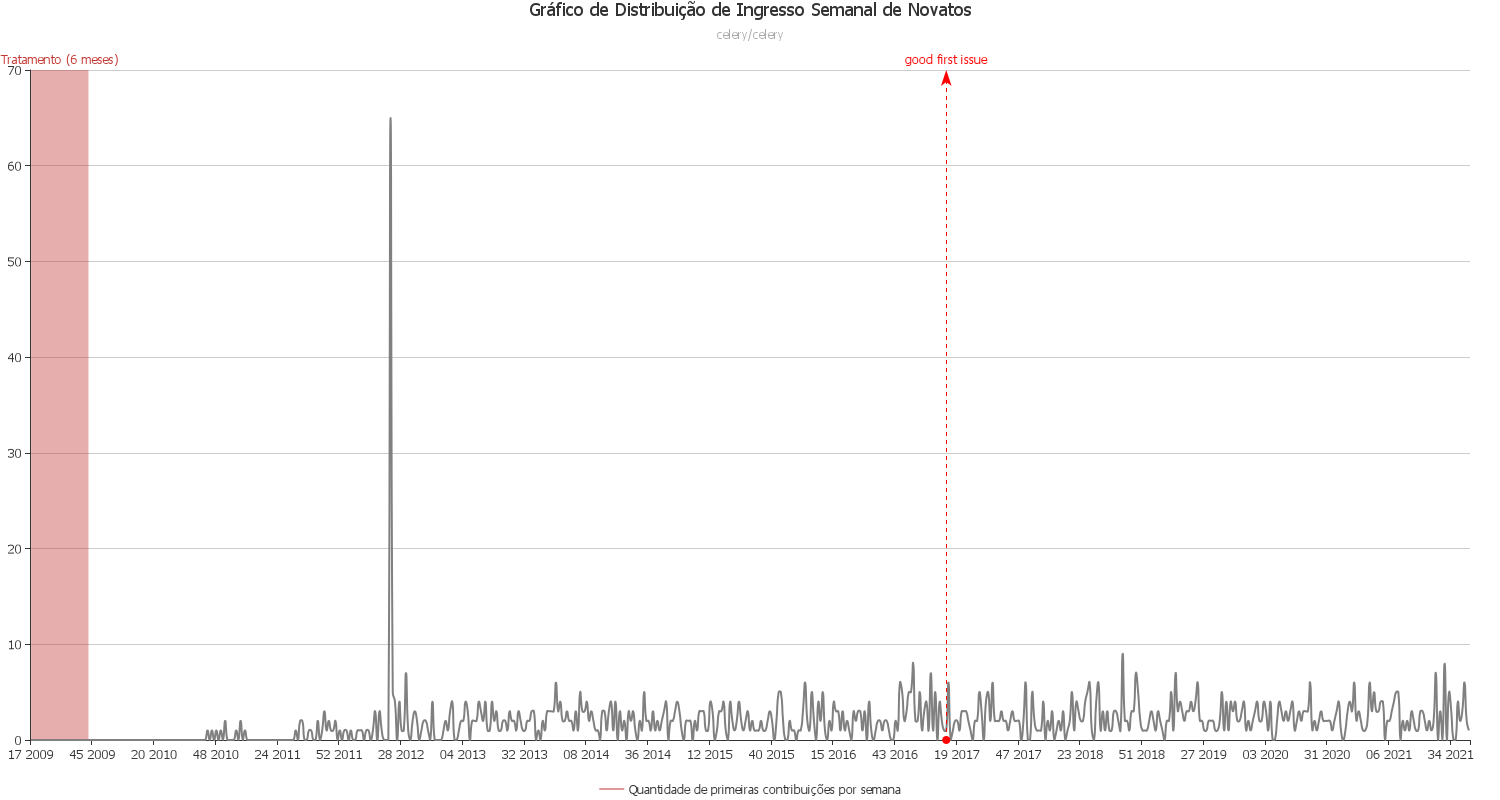 Gráfico de Distribuição de Ingresso Semanal de Novatos
celery/celery
Tratamento (6 meses)
good first issue
70
60
50
40
30
20
10
0
17 2009 45 2009 20 2010 48 2010 24 2011 52 2011 28 2012 04 2013 32 2013 08 2014 36 2014 12 2015 40 2015 15 2016 43 2016 19 2017 47 2017 23 2018 51 2018 27 2019 03 2020 31 2020 06 2021 34 2021
Quantidade de primeiras contribuições por semana